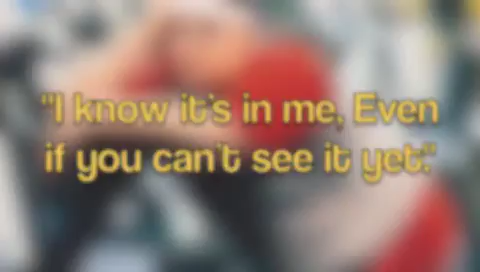 "I know it's in me, Even
if you can't see it yet."